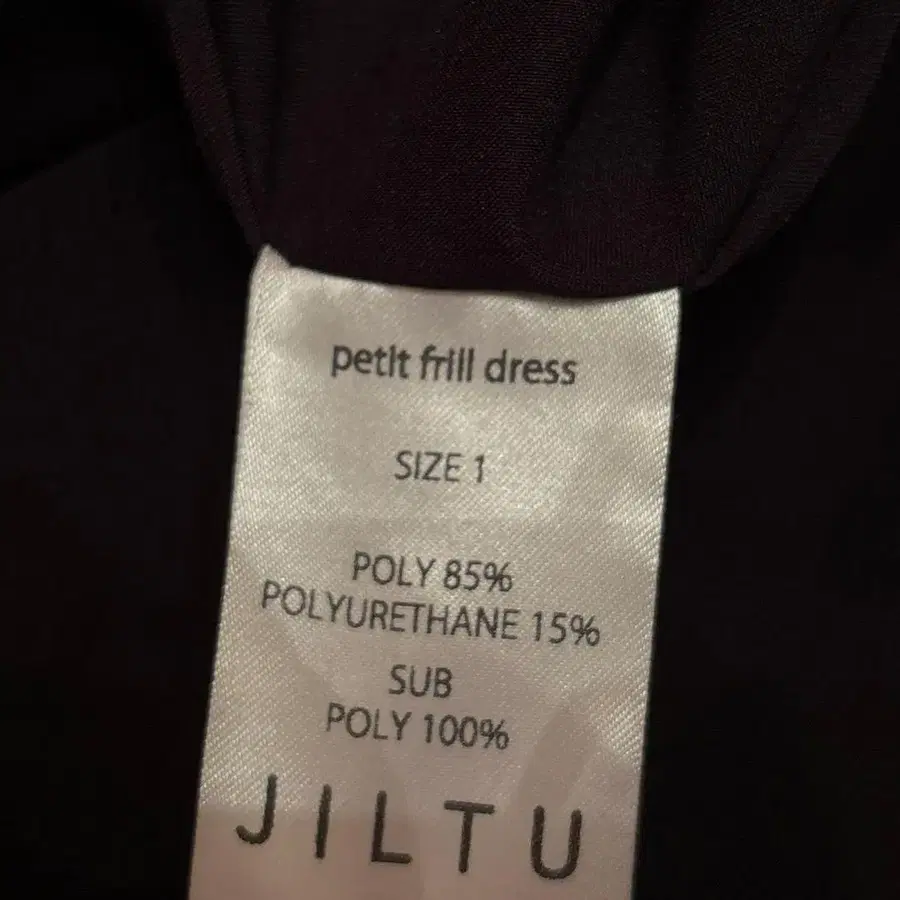 petit frill dress
SIZE 1
POLY 85%
POLYURETHANE 15%
SUB
POLY 100%
JILTU